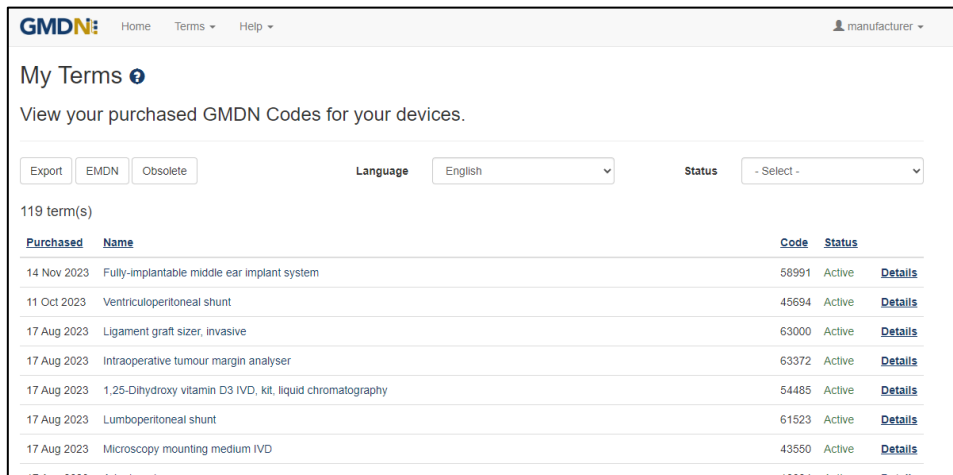 GMDN Home Terms Help manufacturer
My Terms ?
View your purchased GMDN Codes for your devices.
Export EMDN Obsolete Language English Status - Select -
119 term(s)
Purchased Name Code Status
14 Nov 2023 Fully-implantable middle ear implant system 58991 Active Details
11 Oct 2023 Ventriculoperitoneal shunt 45694 Active Details
17 Aug 2023 Ligament graft sizer, invasive 63000 Active Details
17 Aug 2023 Intraoperative tumour margin analyser 63372 Active Details
17 Aug 2023 1,25-Dihydroxy vitamin D3 IVD, kit, liquid chromatography 54485 Active Details
17 Aug 2023 Lumboperitoneal shunt 61523 Active Details
17 Aug 2023 Microscopy mounting medium IVD 43550 Active Details